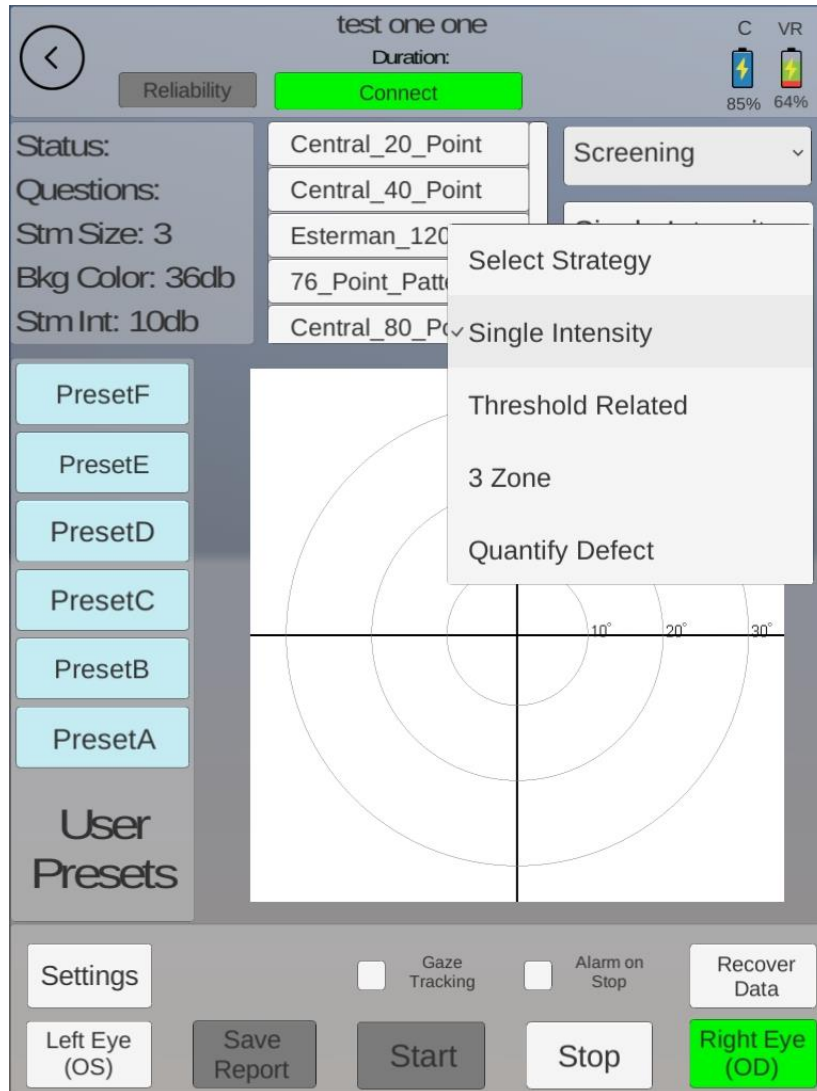 test one one
Duration:
C VR
Reliability
Connect
85% 64%
Status:
Questions:
Stm Size: 3
Bkg Color: 36db
Stm Int: 10db
Central_20_Point
Central_40_Point
Esterman_120
76_Point_Patt
Central_80_Po
Screening
Select Strategy
Single Intensity
Threshold Related
3 Zone
Quantify Defect
PresetF
PresetE
PresetD
PresetC
PresetB
PresetA
User
Presets
10° 20° 30°
Settings
Gaze
Tracking
Alarm on
Stop
Recover
Data
Left Eye
(OS)
Save
Report
Start
Stop
Right Eye
(OD)